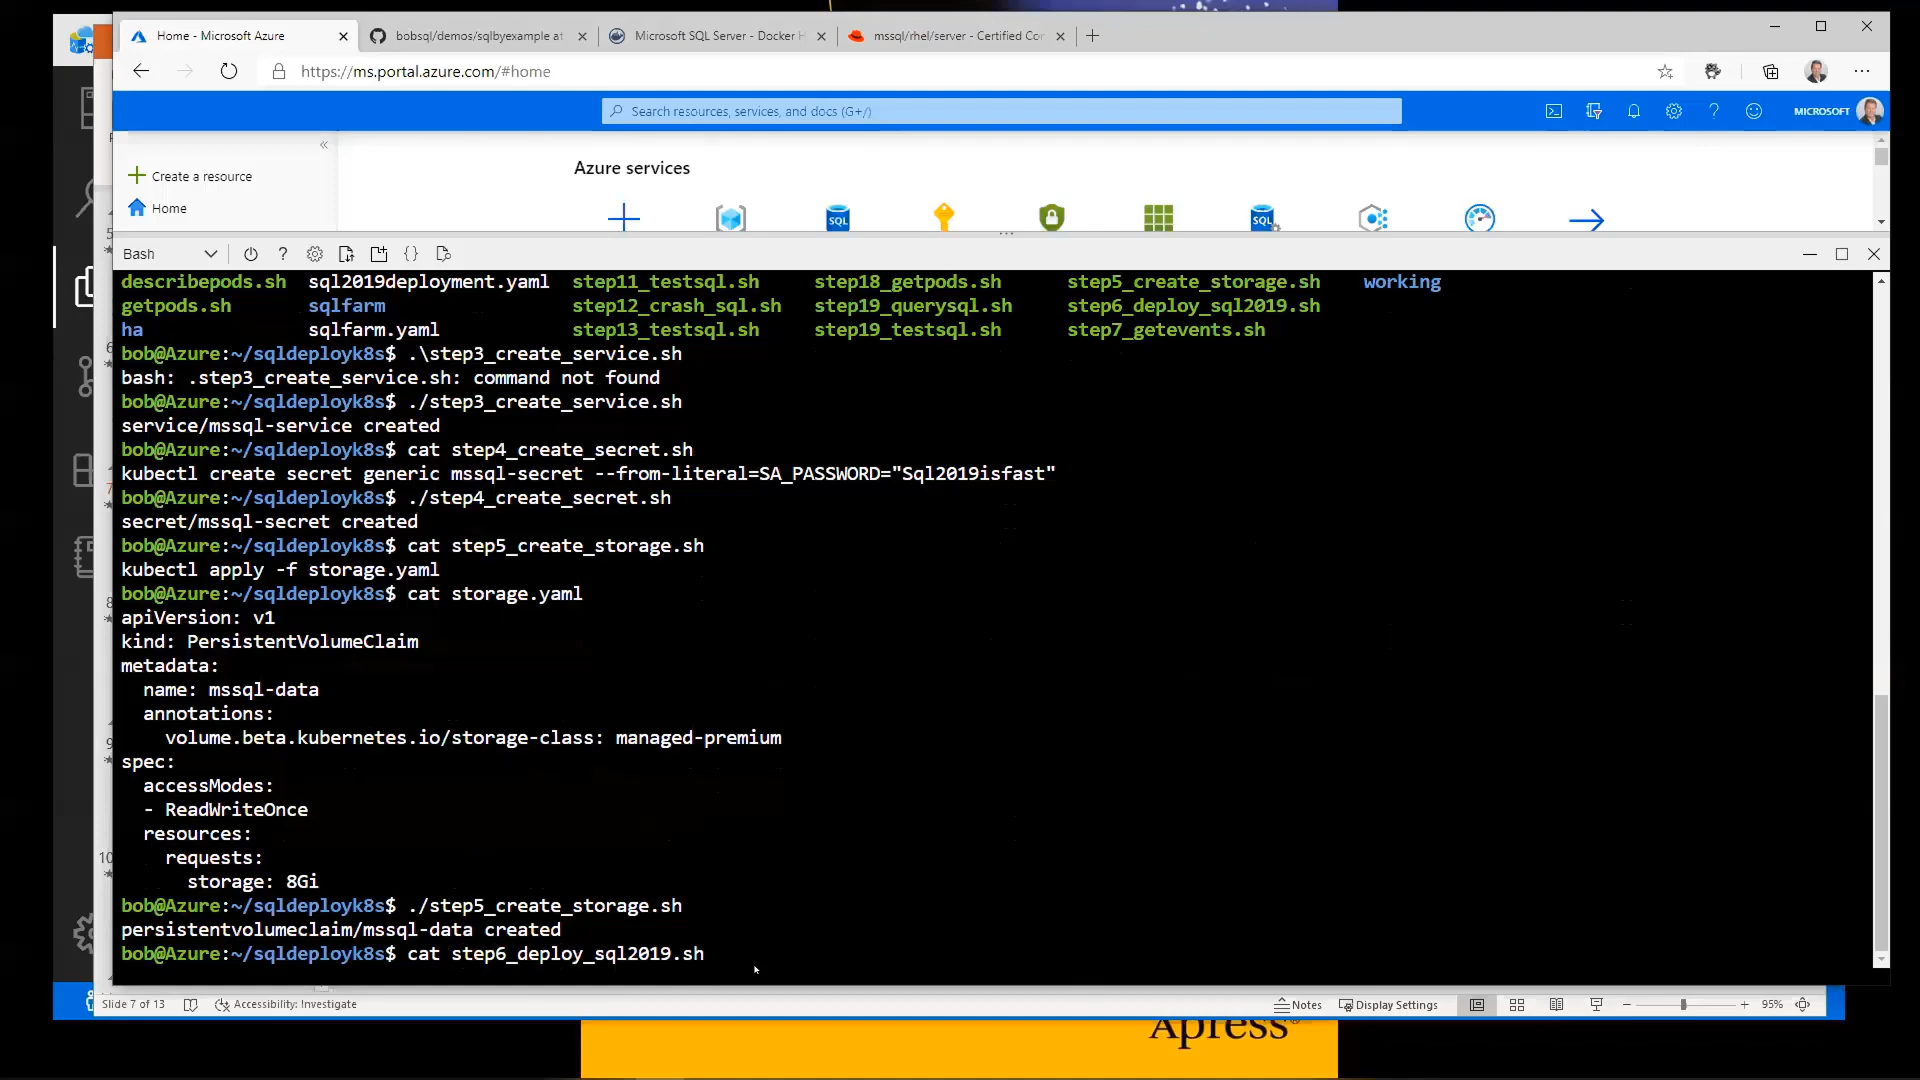 Home - Microsoft Azure
bobsql/demos/sqlbyexample at
Microsoft SQL Server - Docker H
mssql/rhel/server - Certified Con
https://ms.portal.azure.com/#home
Search resources, services, and docs (G+/)
MICROSOFT
Create a resource
Home
Azure services
SQL
SQL
Bash
describepods.sh sql2019deployment.yaml step11_testsql.sh step18_getpods.sh step5_create_storage.sh working
getpods.sh sqlfarm step12_crash_sql.sh step19_querysql.sh step6_deploy_sql2019.sh
ha sqlfarm.yaml step13_testsql.sh step19_testsql.sh step7_getevents.sh
bob@Azure:~/sqldeployk8s$ .\step3_create_service.sh
bash: .step3_create_service.sh: command not found
bob@Azure:~/sqldeployk8s$ ./step3_create_service.sh
service/mssql-service created
bob@Azure:~/sqldeployk8s$ cat step4_create_secret.sh
kubectl create secret generic mssql-secret --from-literal=SA_PASSWORD="Sql2019isfast"
bob@Azure:~/sqldeployk8s$ ./step4_create_secret.sh
secret/mssql-secret created
bob@Azure:~/sqldeployk8s$ cat step5_create_storage.sh
kubectl apply -f storage.yaml
bob@Azure:~/sqldeployk8s$ cat storage.yaml
apiVersion: v1
kind: PersistentVolumeClaim
metadata:
  name: mssql-data
  annotations:
    volume.beta.kubernetes.io/storage-class: managed-premium
spec:
  accessModes:
  - ReadWriteOnce
  resources:
    requests:
      storage: 8Gi
bob@Azure:~/sqldeployk8s$ ./step5_create_storage.sh
persistentvolumeclaim/mssql-data created
bob@Azure:~/sqldeployk8s$ cat step6_deploy_sql2019.sh
5
6
7
8
9
10
Slide 7 of 13
Accessibility: Investigate
Notes
Display Settings
95%
Apress